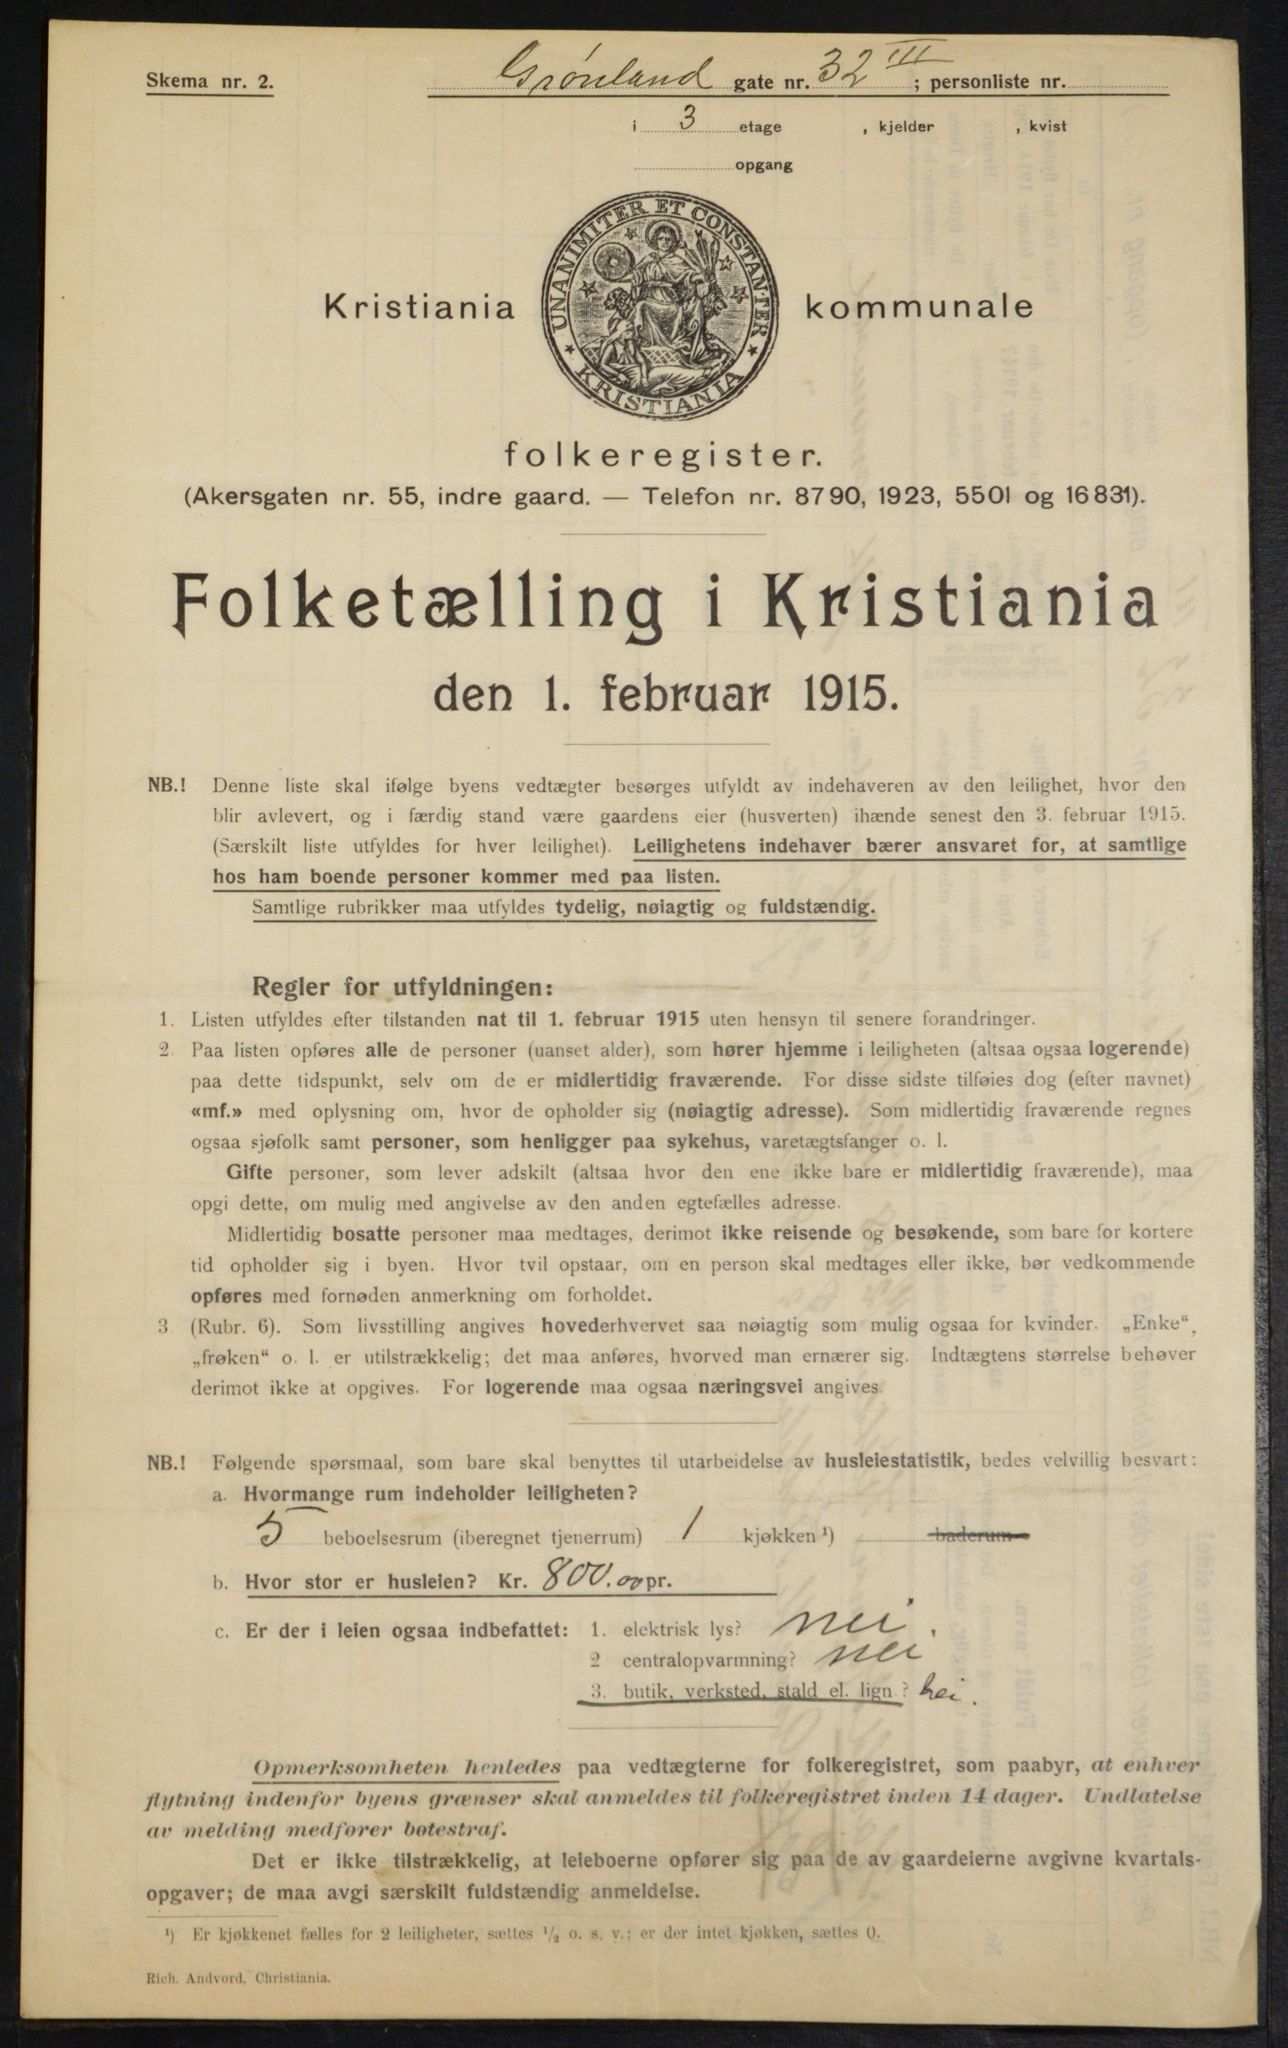 Skema nr. 2.
Grønland gate nr. 32 III ; personliste nr.
i 3 etage , kjelder , kvist
opgang
UNANIMITER ET CONSTANTER
KRISTIANIA
Kristiania kommunale
folkeregister.
(Akersgaten nr. 55, indre gaard. — Telefon nr. 8790, 1923, 5501 og 16831).
Folketælling i Kristiania
den 1. februar 1915.
NB.! Denne liste skal ifølge byens vedtægter besørges utfyldt av indehaveren av den leilighet, hvor den
blir avlevert, og i færdig stand være gaardens eier (husverten) ihænde senest den 3. februar 1915.
(Særskilt liste utfyldes for hver leilighet). Leilighetens indehaver bærer ansvaret for, at samtlige
hos ham boende personer kommer med paa listen.
Samtlige rubrikker maa utfyldes tydelig, nøiagtig og fuldstændig.
Regler for utfyldningen:
1. Listen utfyldes efter tilstanden nat til 1. februar 1915 uten hensyn til senere forandringer.
2. Paa listen opføres alle de personer (uanset alder), som hører hjemme i leiligheten (altsaa ogsaa logerende)
paa dette tidspunkt, selv om de er midlertidig fraværende. For disse sidste tilføies dog (efter navnet)
«mf.» med oplysning om, hvor de opholder sig (nøiagtig adresse). Som midlertidig fraværende regnes
ogsaa sjøfolk samt personer, som henligger paa sykehus, varetægtsfanger o. l.
Gifte personer, som lever adskilt (altsaa hvor den ene ikke bare er midlertidig fraværende), maa
opgi dette, om mulig med angivelse av den anden egtefælles adresse.
Midlertidig bosatte personer maa medtages, derimot ikke reisende og besøkende, som bare for kortere
tid opholder sig i byen. Hvor tvil opstaar, om en person skal medtages eller ikke, bør vedkommende
opføres med fornøden anmerkning om forholdet.
3 (Rubr. 6). Som livsstilling angives hovederhvervet saa nøiagtig som mulig ogsaa for kvinder. „Enke“,
„frøken“ o. l. er utilstrækkelig; det maa anføres, hvorved man ernærer sig. Indtægtens størrelse behøver
derimot ikke at opgives. For logerende maa ogsaa næringsvei angives.
NB.! Følgende spørsmaal, som bare skal benyttes til utarbeidelse av husleiestatistik, bedes velvillig besvart:
a. Hvormange rum indeholder leiligheten?
5 beboelsesrum (iberegnet tjenerrum) 1 kjøkken ¹) baderum
b. Hvor stor er husleien? Kr. 800.00 pr.
c. Er der i leien ogsaa indbefattet: 1. elektrisk lys? nei.
2 centralopvarmning? nei
3. butik, verksted, stald el. lign.? nei.
Opmerksomheten henledes paa vedtægterne for folkeregistret, som paabyr, at enhver
flytning indenfor byens grænser skal anmeldes til folkeregistret inden 14 dager. Undlatelse
av melding medfører bøtestraf.
Det er ikke tilstrækkelig, at leieboerne opfører sig paa de av gaardeierne avgivne kvartals-
opgaver; de maa avgi særskilt fuldstændig anmeldelse.
¹) Er kjøkkenet fælles for 2 leiligheter, sættes ½ o. s. v.; er der intet kjøkken, sættes 0.
Rich. Andvord, Christiania.